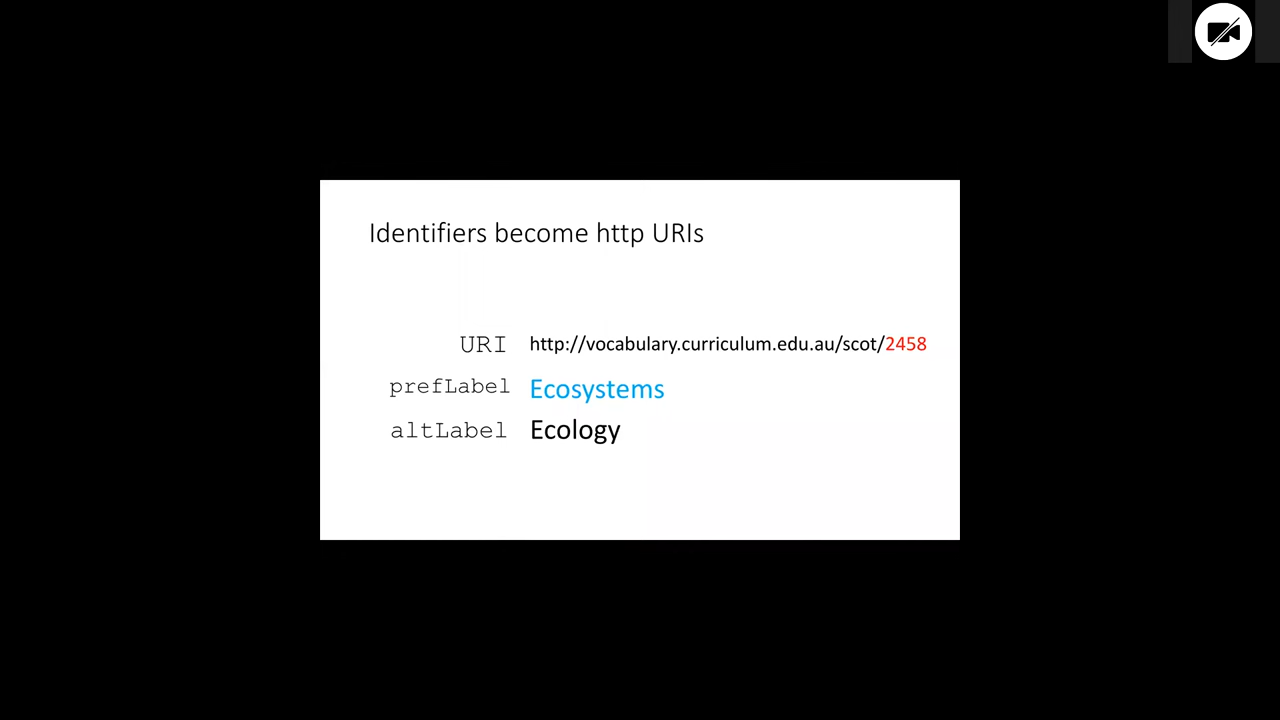 Identifiers become http URIs
URI http://vocabulary.curriculum.edu.au/scot/2458
prefLabel Ecosystems
altLabel Ecology